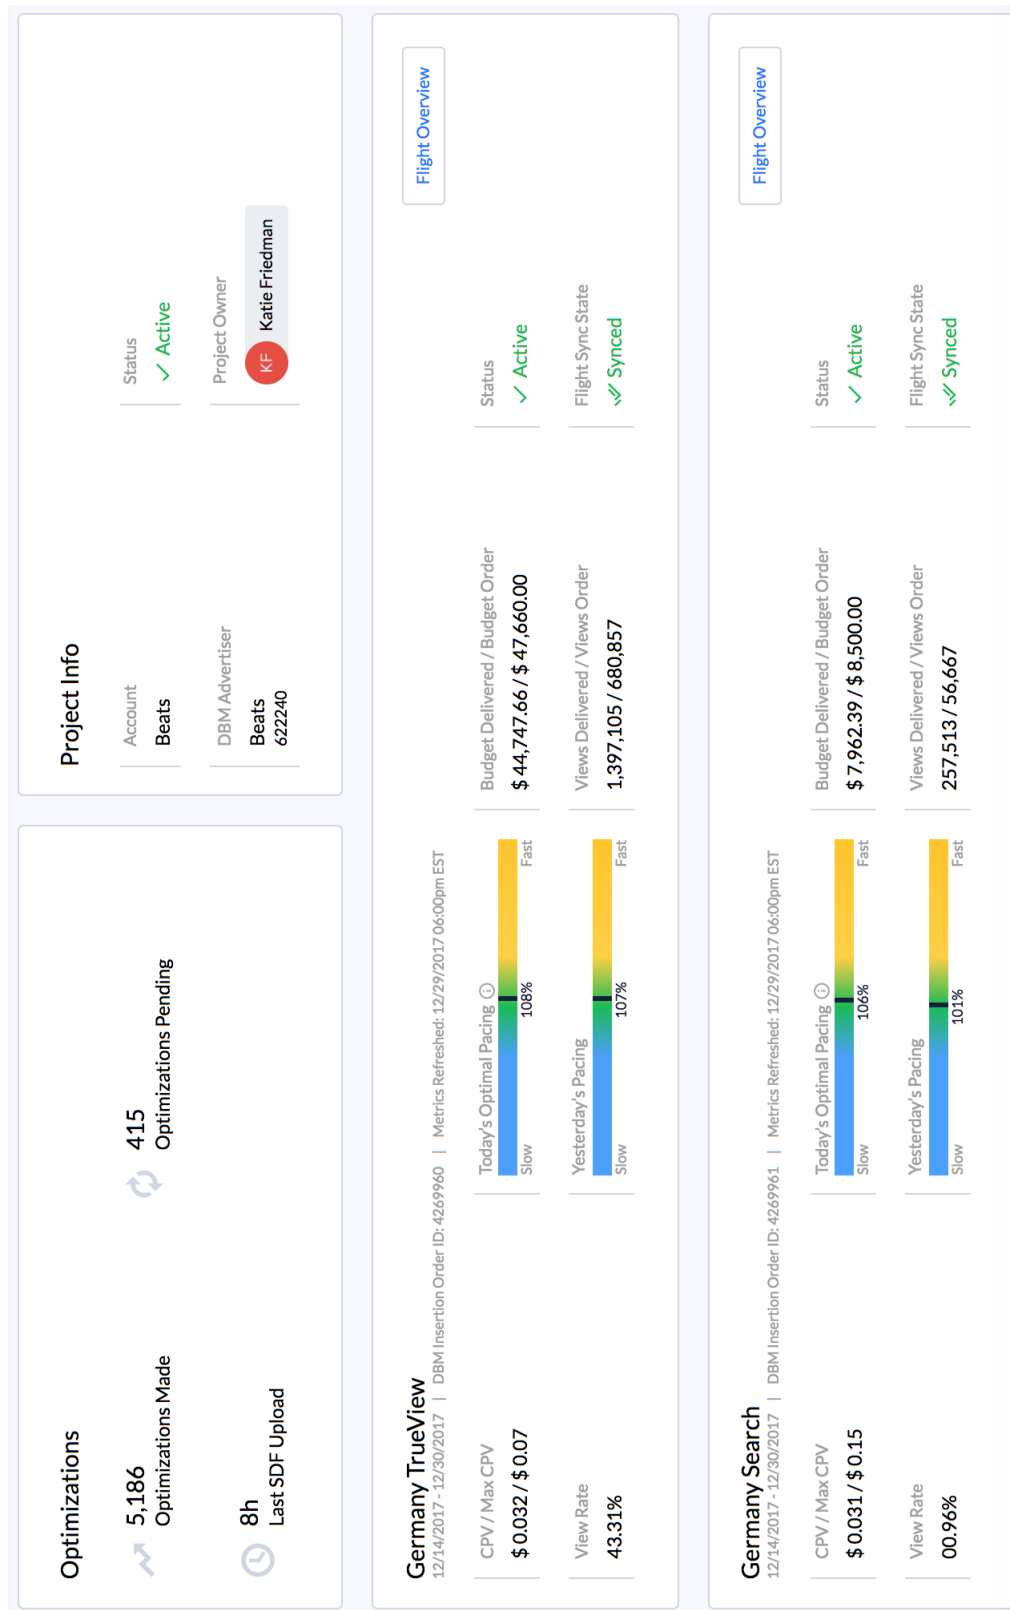 Optimizations
5,186
Optimizations Made
415
Optimizations Pending
8h
Last SDF Upload
Project Info
Account
Beats
Status
Active
DBM Advertiser
Beats
622240
Project Owner
KF Katie Friedman
Germany TrueView
12/14/2017 - 12/30/2017 | DBM Insertion Order ID: 4269960 | Metrics Refreshed: 12/29/2017 06:00pm EST
Flight Overview
CPV / Max CPV
$ 0.032 / $ 0.07
Today's Optimal Pacing
108%
Slow Fast
Budget Delivered / Budget Order
$ 44,747.66 / $ 47,660.00
Status
Active
View Rate
43.31%
Yesterday's Pacing
107%
Slow Fast
Views Delivered / Views Order
1,397,105 / 680,857
Flight Sync State
Synced
Germany Search
12/14/2017 - 12/30/2017 | DBM Insertion Order ID: 4269961 | Metrics Refreshed: 12/29/2017 06:00pm EST
Flight Overview
CPV / Max CPV
$ 0.031 / $ 0.15
Today's Optimal Pacing
106%
Slow Fast
Budget Delivered / Budget Order
$ 7,962.39 / $ 8,500.00
Status
Active
View Rate
00.96%
Yesterday's Pacing
101%
Slow Fast
Views Delivered / Views Order
257,513 / 56,667
Flight Sync State
Synced